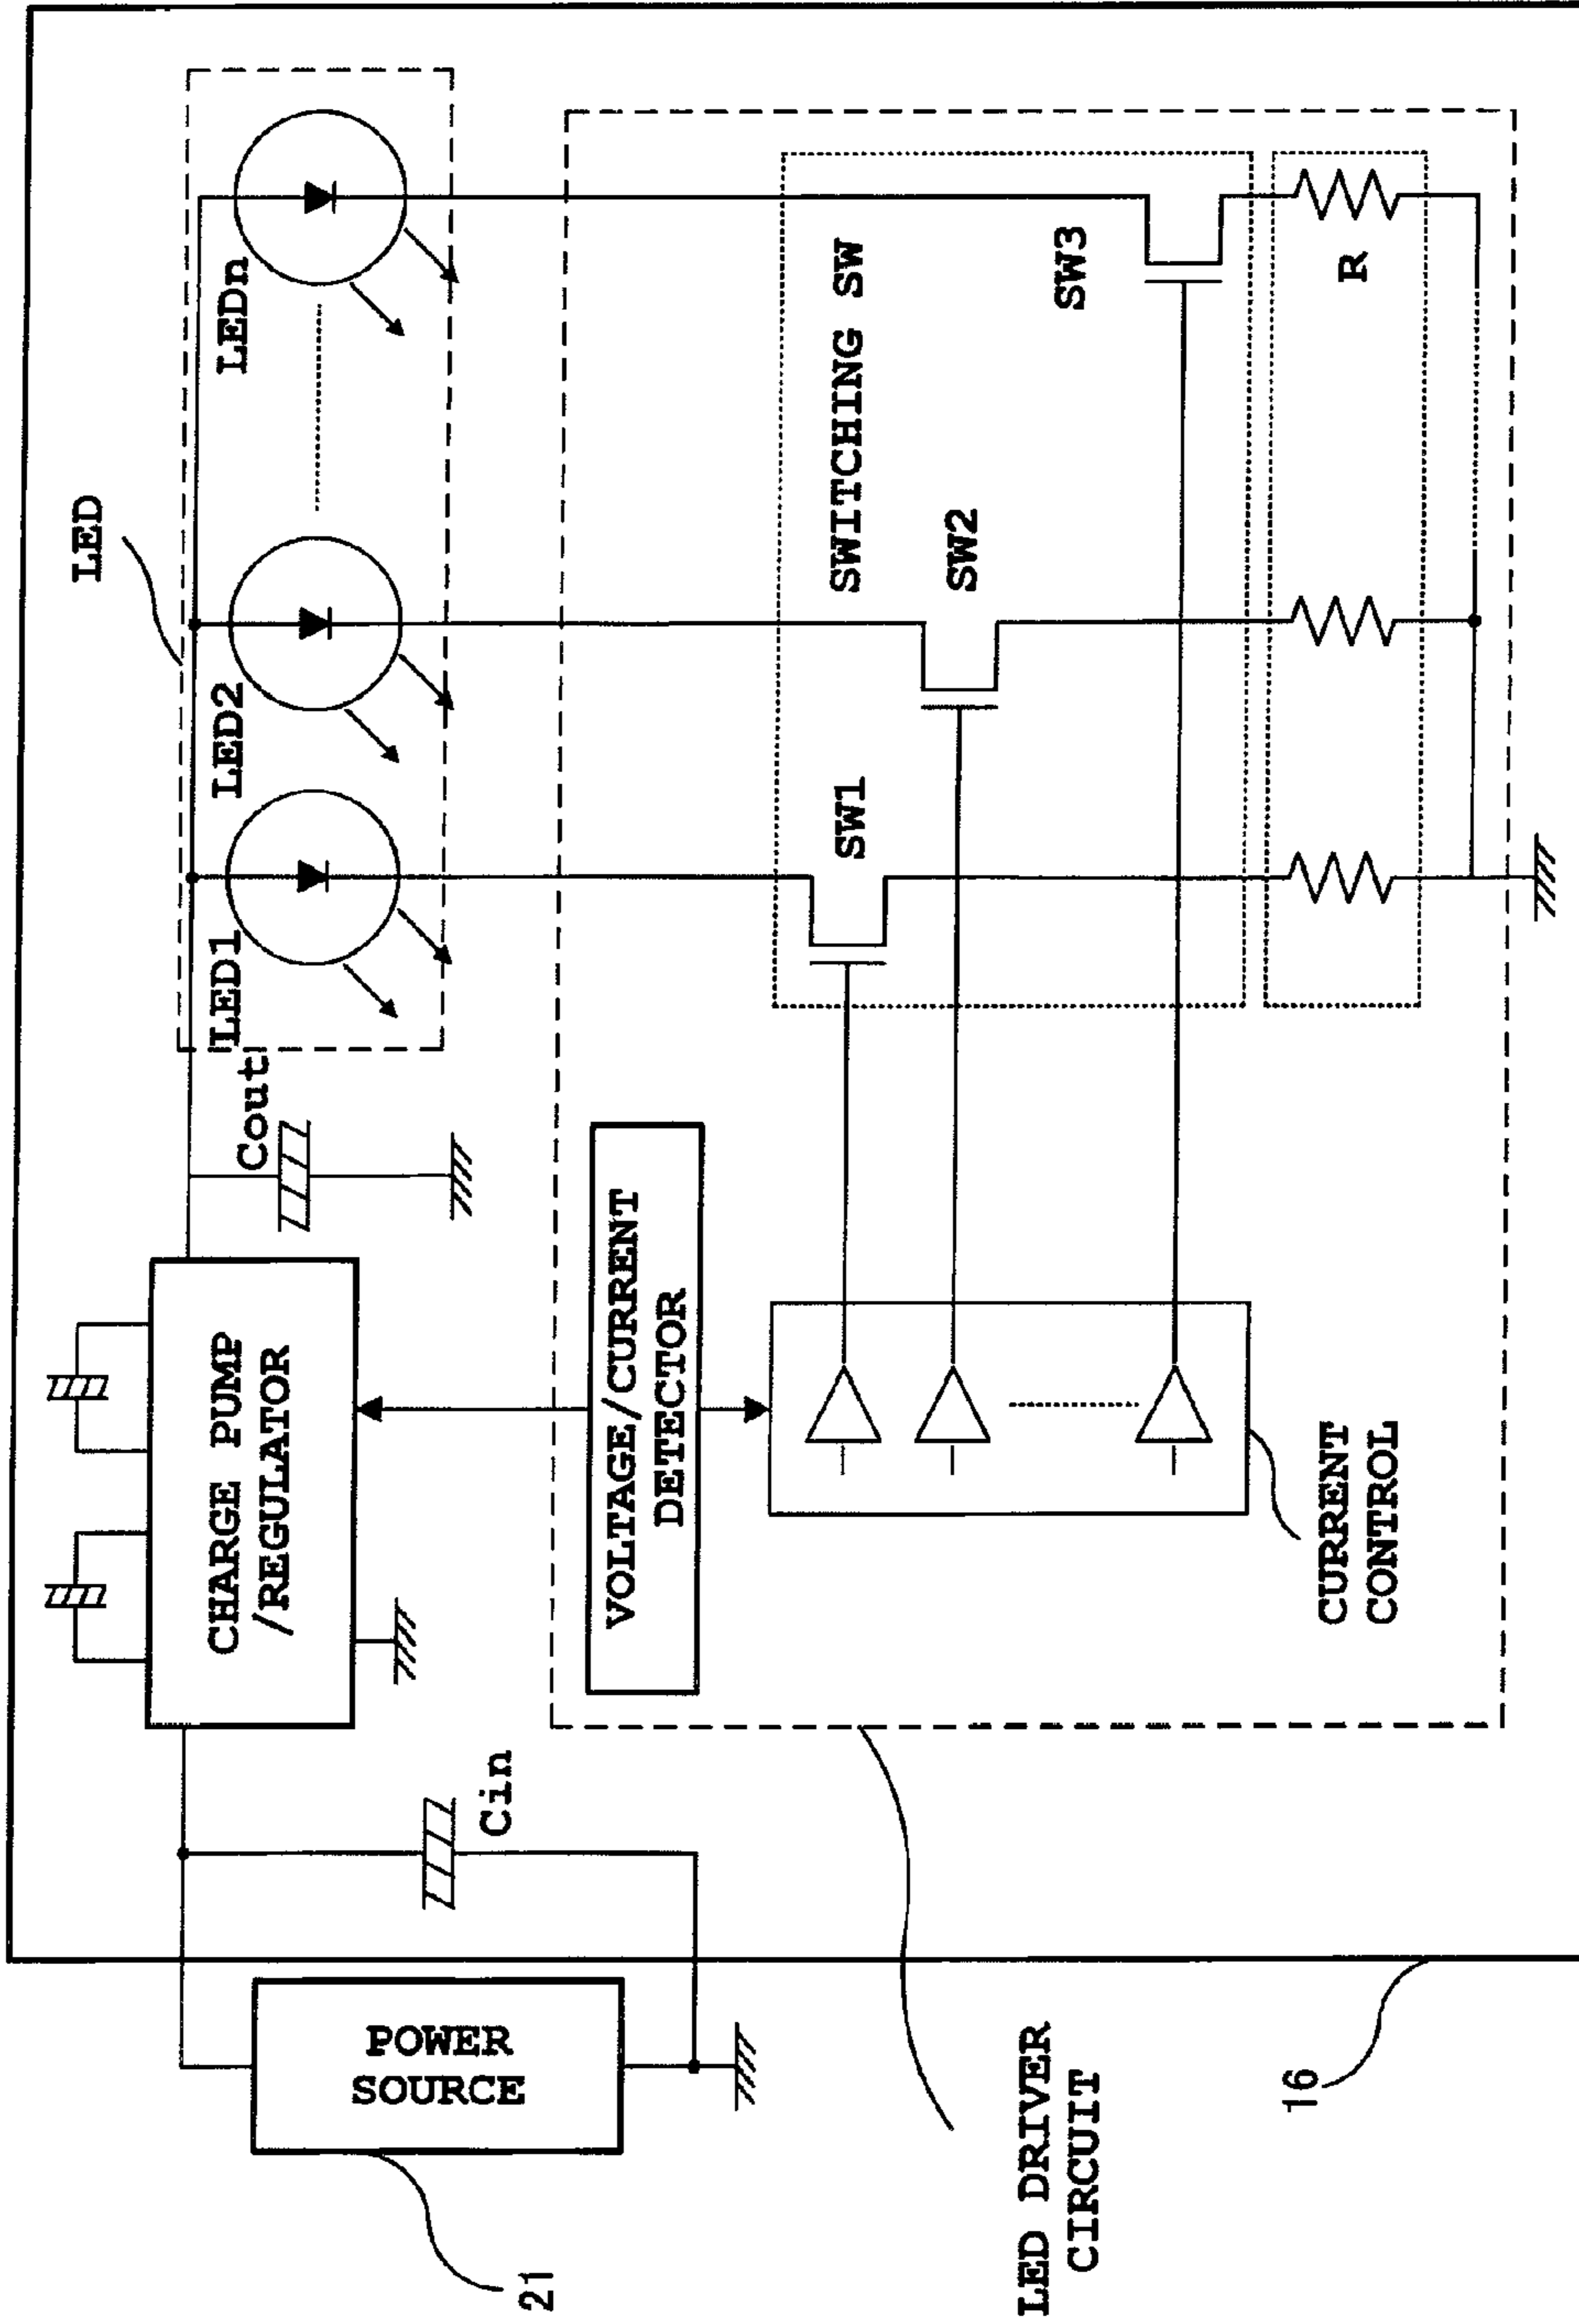 LED
LED1
LED2
LEDn
Cout
CHARGE PUMP
/REGULATOR
Cin
POWER
SOURCE
21
VOLTAGE/CURRENT
DETECTOR
SWITCHING SW
SW1
SW2
SW3
R
CURRENT
CONTROL
LED DRIVER
CIRCUIT
16